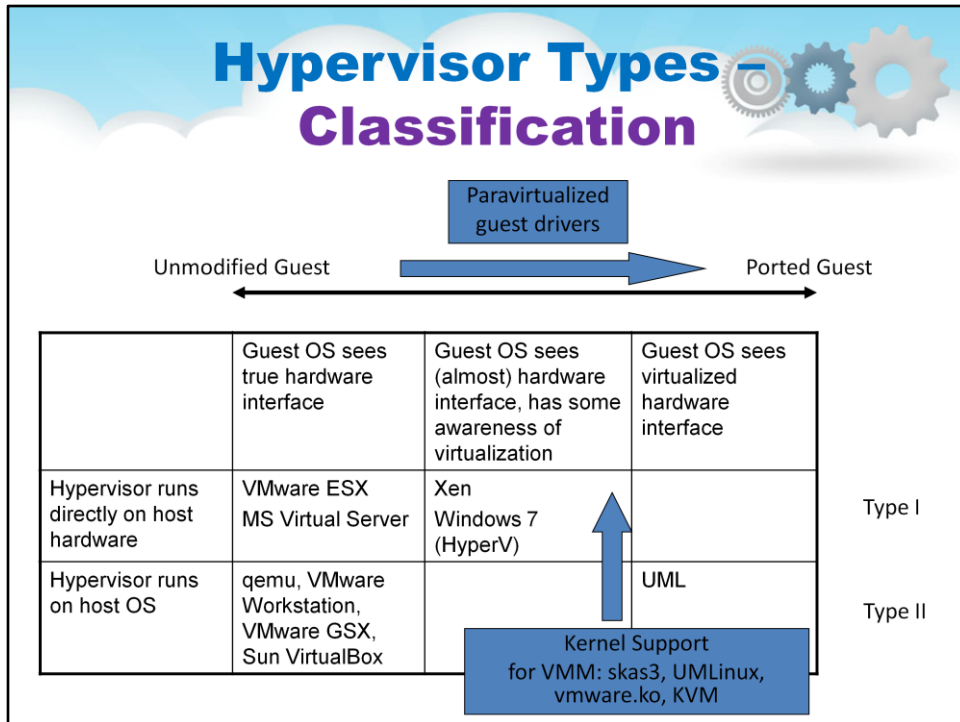 Hypervisor Types –
Classification
Paravirtualized
guest drivers
Unmodified Guest
Ported Guest
Guest OS sees
true hardware
interface
Guest OS sees
(almost) hardware
interface, has some
awareness of
virtualization
Guest OS sees
virtualized
hardware
interface
Hypervisor runs
directly on host
hardware
VMware ESX
MS Virtual Server
Xen
Windows 7
(HyperV)
Type I
Hypervisor runs
on host OS
qemu, VMware
Workstation,
VMware GSX,
Sun VirtualBox
UML
Type II
Kernel Support
for VMM: skas3, UMLinux,
vmware.ko, KVM